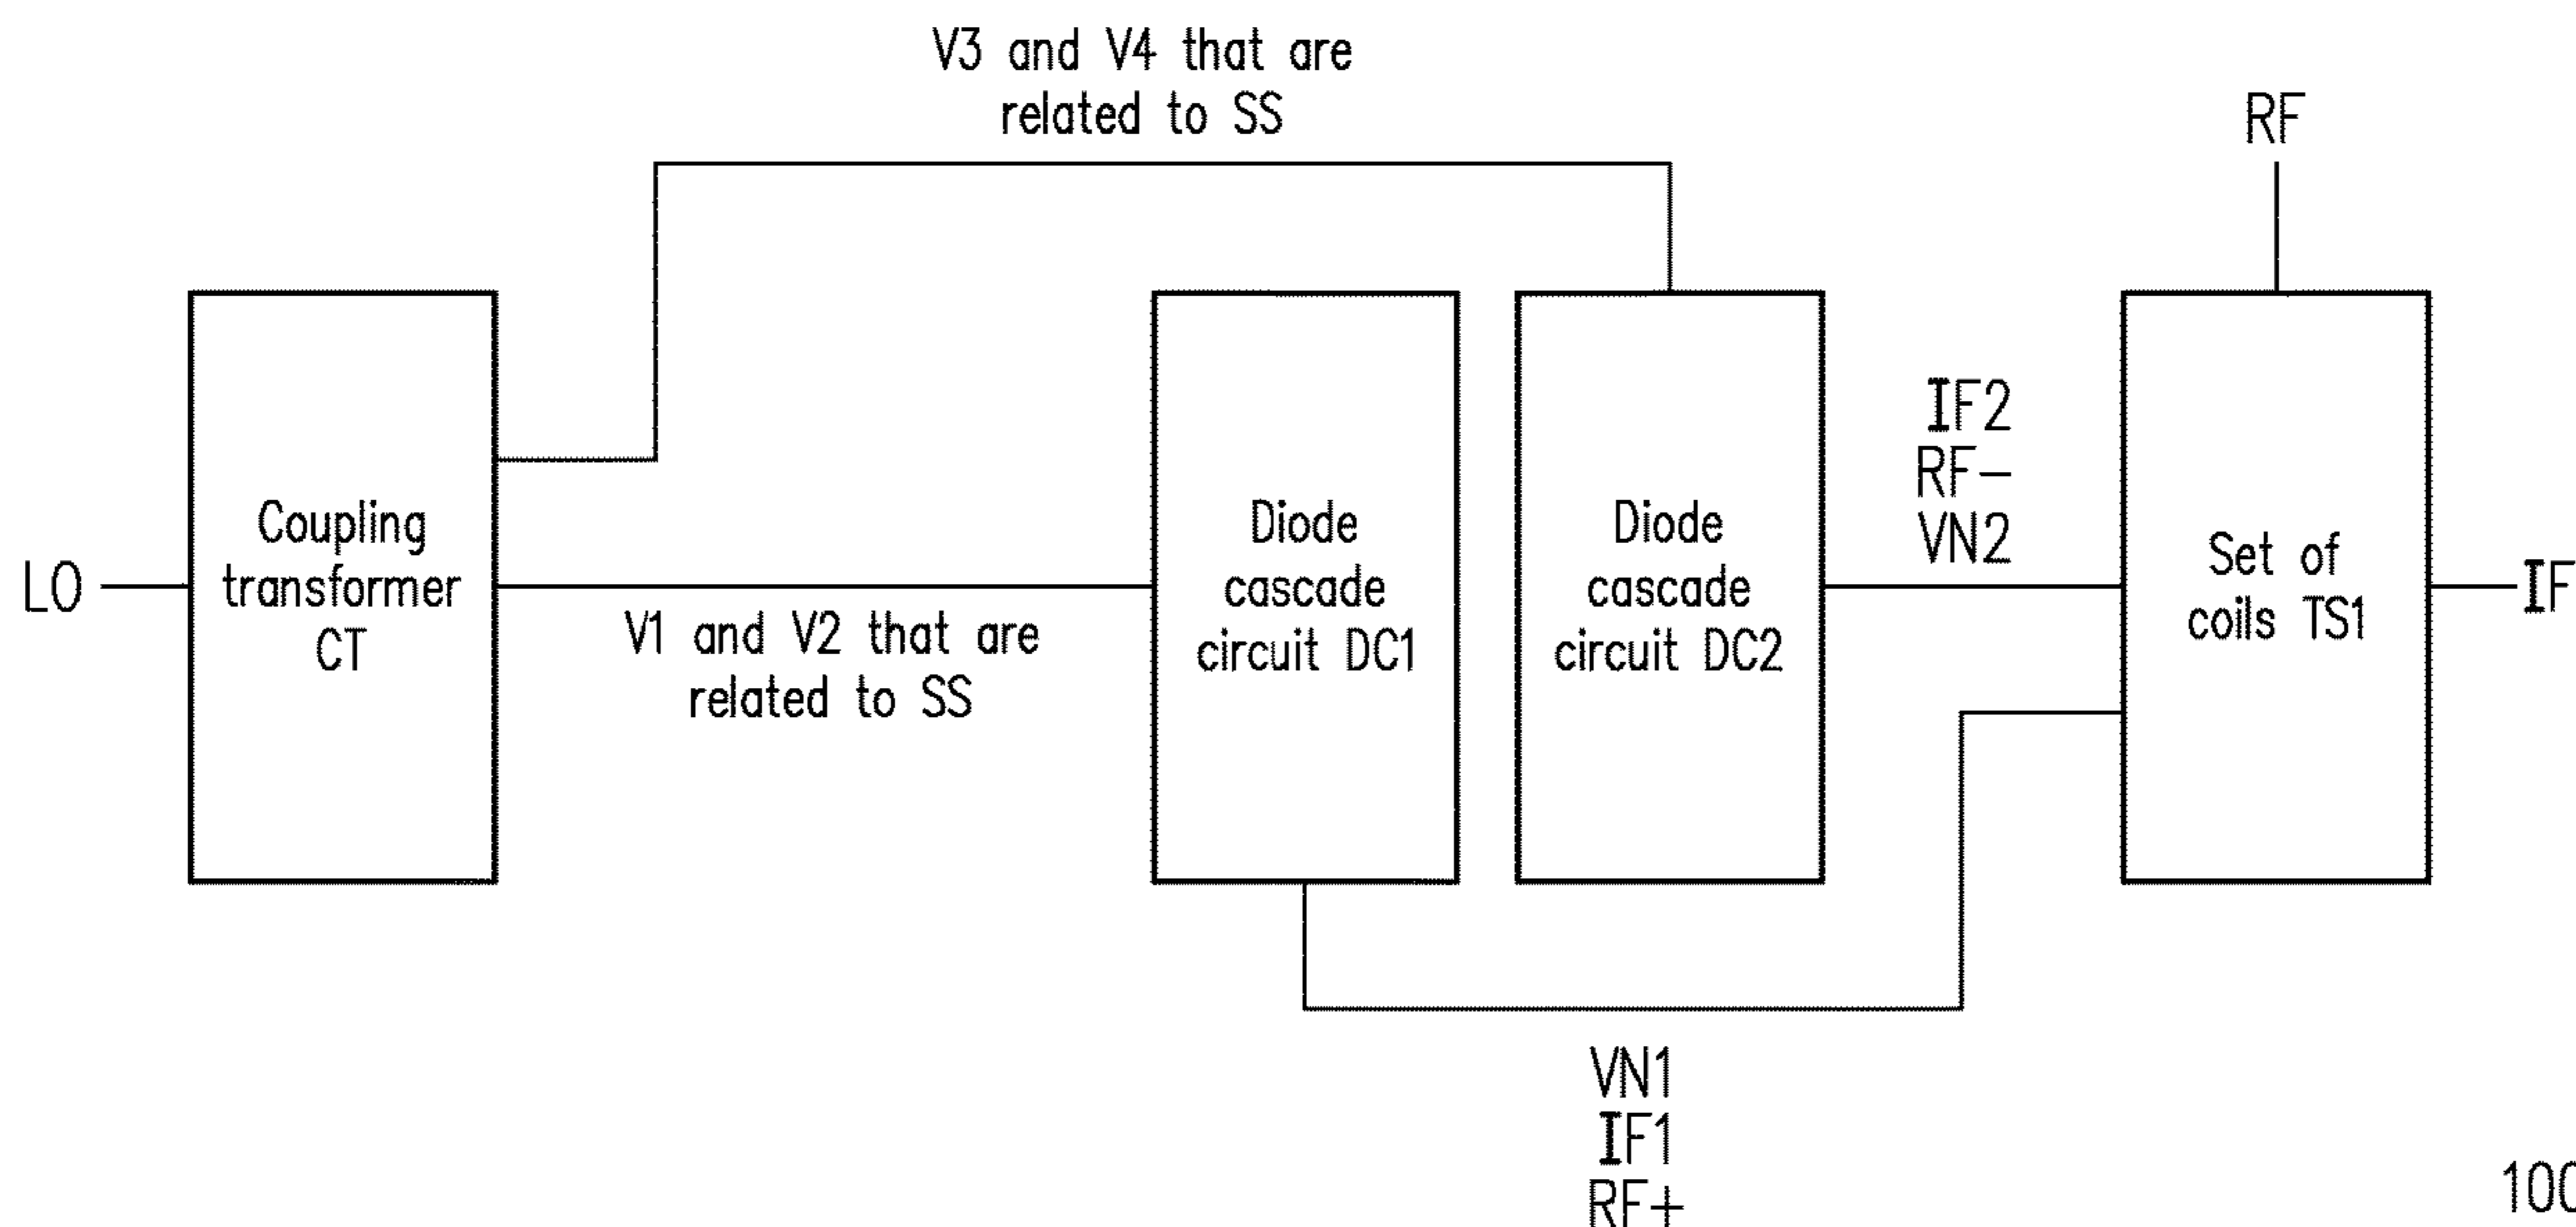 V3 and V4 that are
related to SS
RF
Coupling
transformer
CT
LO
V1 and V2 that are
related to SS
Diode
cascade
circuit DC1
Diode
cascade
circuit DC2
IF2
RF−
VN2
Set of
coils TS1
IF
VN1
IF1
RF+